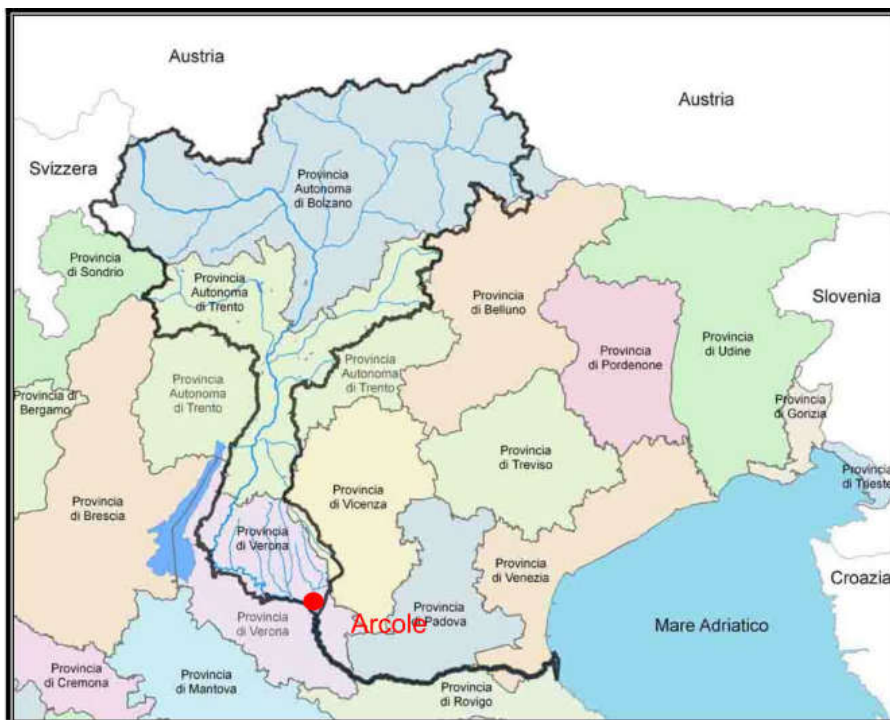 Austria
Austria
Svizzera
Provincia
Autonoma
di Bolzano
Provincia
di Sondrio
Provincia
Autonoma
di Trento
Provincia
di Belluno
Slovenia
Provincia
di Udine
Provincia
di Pordenone
Provincia
Autonoma
di Trento
Provincia
Autonoma
di Trento
Provincia di
Bergamo
Provincia
di Gorizia
Provincia
di Treviso
Provincia
di Trieste
Provincia
di Vicenza
Provincia
di Brescia
Provincia
di Verona
Provincia
di Venezia
Croazia
Provincia
di Padova
Provincia
di Verona
Arcole
Mare Adriatico
Provincia
di Cremona
Provincia
di Mantova
Provincia
di Rovigo